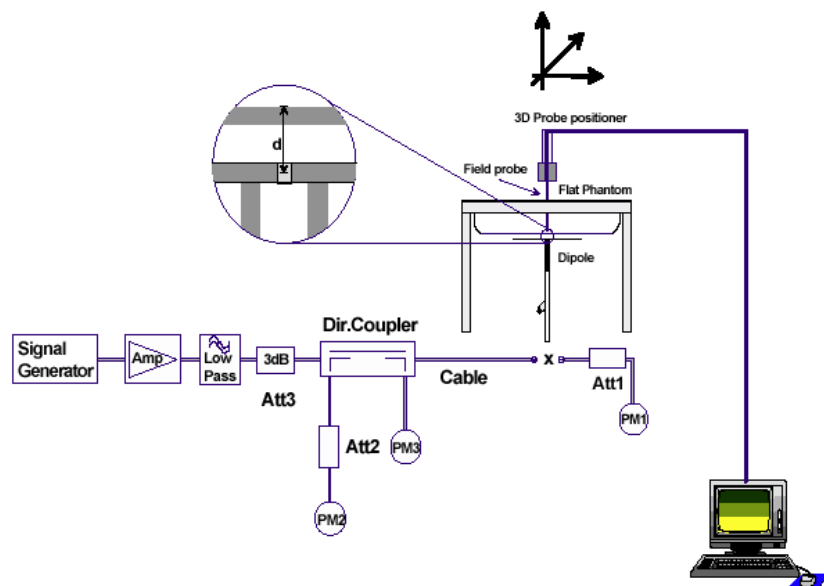 3D Probe positioner
d
Field probe
Flat Phantom
Dipole
Dir.Coupler
Signal
Generator
Amp
Low
Pass
3dB
Att3
Cable
x
Att1
PM1
Att2
PM3
PM2